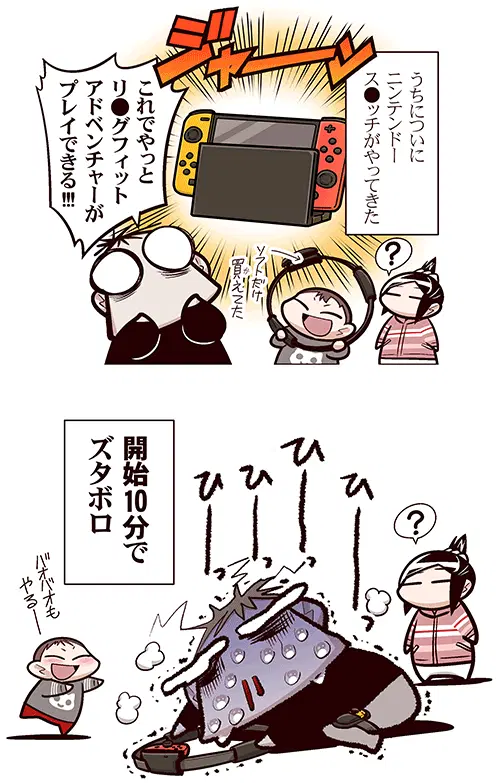 ジャーン
うちについに
ニンテンドー
ス●ッチがやってきた
これでやっと
リ●グフィット
アドベンチャーが
プレイできる!!!
ソフトだけ
買えてた
?
開始10分で
ズタボロ
ひーっ
ひーっ
ひーっ
ひーっ
?
バオバオも
やるー